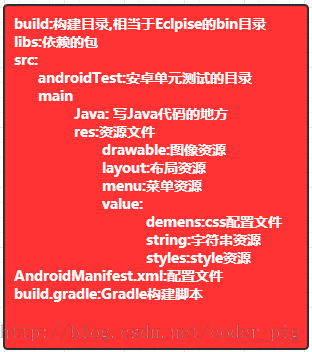 build:构建目录,相当于Eclpise的bin目录
libs:依赖的包
src:
androidTest:安卓单元测试的目录
main
Java: 写Java代码的地方
res:资源文件
drawable:图像资源
layout:布局资源
menu:菜单资源
value:
demens:css配置文件
string:字符串资源
styles:style资源
AndroidManifest.xml:配置文件
build.gradle:Gradle构建脚本
http://blog.csdn.net/coder_pig